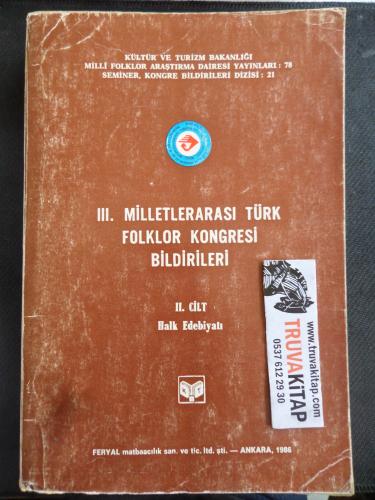 KÜLTÜR VE TURİZM BAKANLIĞI
MİLLÎ FOLKLOR ARAŞTIRMA DAİRESİ YAYINLARI: 78
SEMİNER, KONGRE BİLDİRİLERİ DİZİSİ: 21
III. MİLLETLERARASI TÜRK
FOLKLOR KONGRESİ
BİLDİRİLERİ
II. CİLT
Halk Edebiyatı
FERYAL matbaacılık san. ve tic. ltd. şti. — ANKARA, 1986
TRUVAKİTAP
www.truvakitap.com
0537 612 29 30